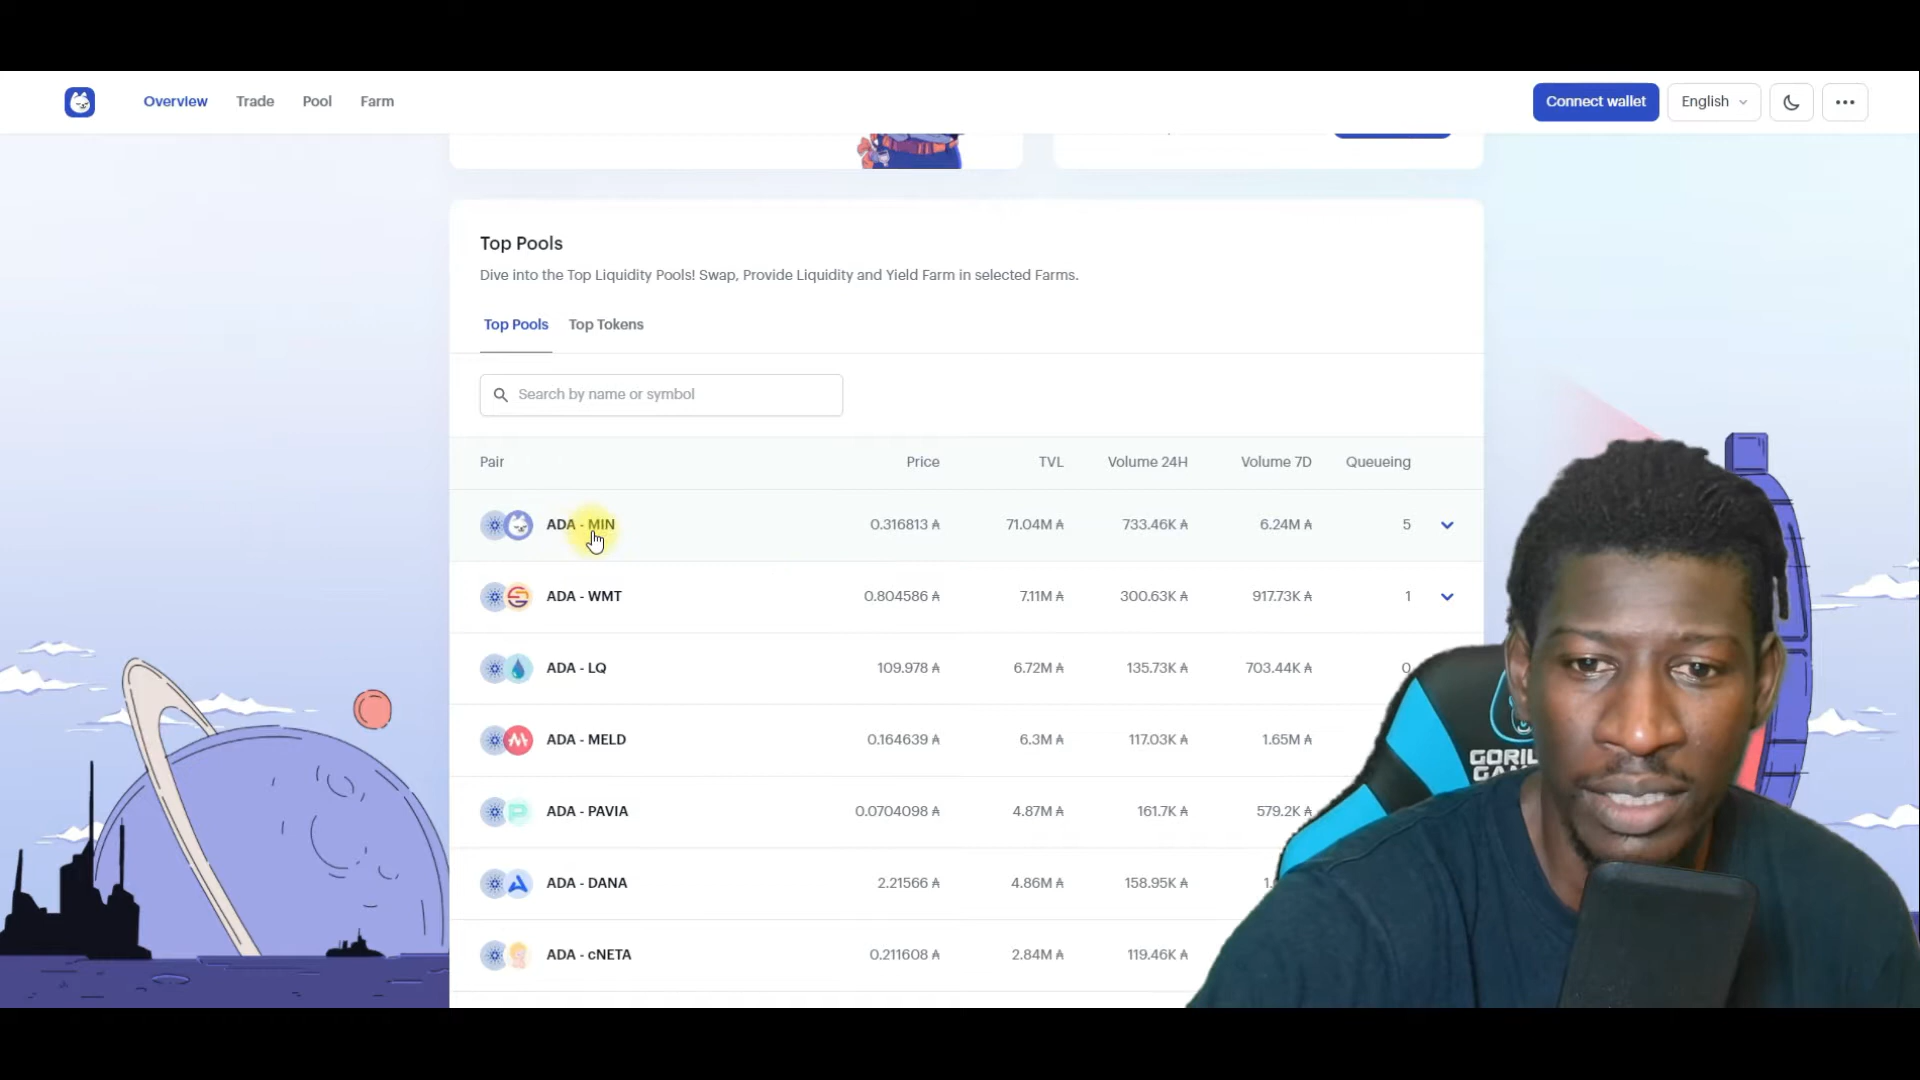 Overview Trade Pool Farm Connect wallet English
Top Pools
Dive into the Top Liquidity Pools! Swap, Provide Liquidity and Yield Farm in selected Farms.
Top Pools Top Tokens
Search by name or symbol
Pair Price TVL Volume 24H Volume 7D Queueing
ADA - MIN 0.316813 ₳ 71.04M ₳ 733.46K ₳ 6.24M ₳ 5
ADA - WMT 0.804586 ₳ 7.11M ₳ 300.63K ₳ 917.73K ₳ 1
ADA - LQ 109.978 ₳ 6.72M ₳ 135.73K ₳ 703.44K ₳ 0
ADA - MELD 0.164639 ₳ 6.3M ₳ 117.03K ₳ 1.65M ₳
ADA - PAVIA 0.0704098 ₳ 4.87M ₳ 161.7K ₳ 579.2K ₳
ADA - DANA 2.21566 ₳ 4.86M ₳ 158.95K ₳ 1.
ADA - cNETA 0.211608 ₳ 2.84M ₳ 119.46K ₳
GORIL
GAM